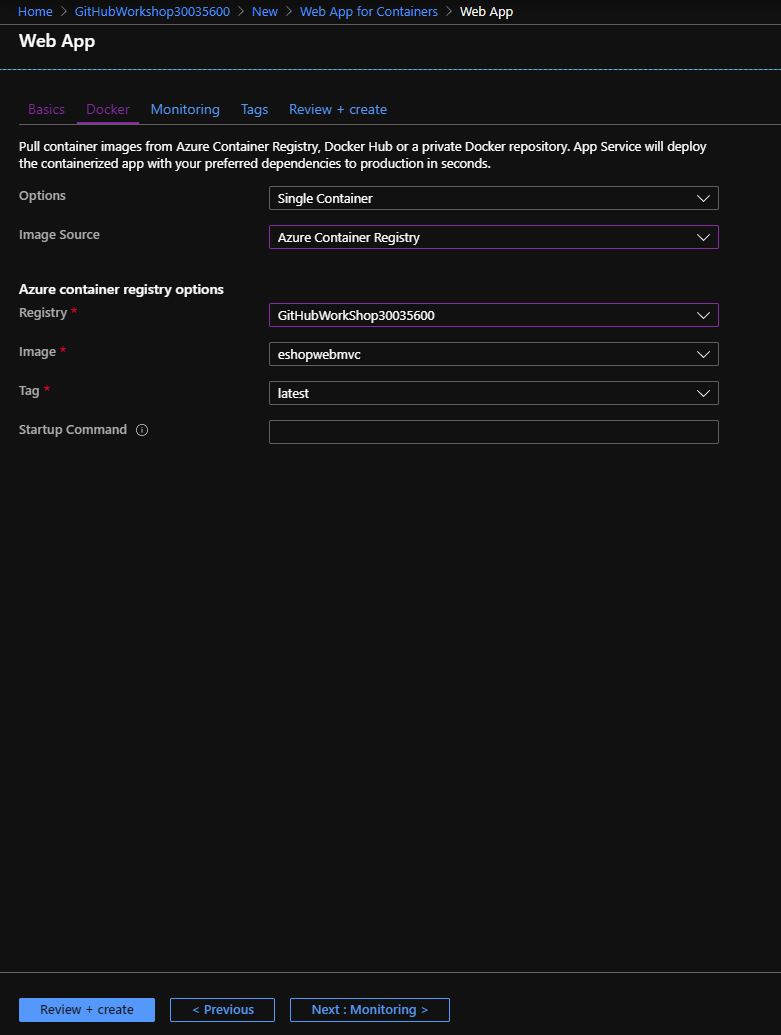 Home > GitHubWorkshop30035600 > New > Web App for Containers > Web App
Web App
Basics Docker Monitoring Tags Review + create
Pull container images from Azure Container Registry, Docker Hub or a private Docker repository. App Service will deploy
the containerized app with your preferred dependencies to production in seconds.
Options Single Container
Image Source Azure Container Registry
Azure container registry options
Registry * GitHubWorkShop30035600
Image * eshopwebmvc
Tag * latest
Startup Command
Review + create < Previous Next : Monitoring >